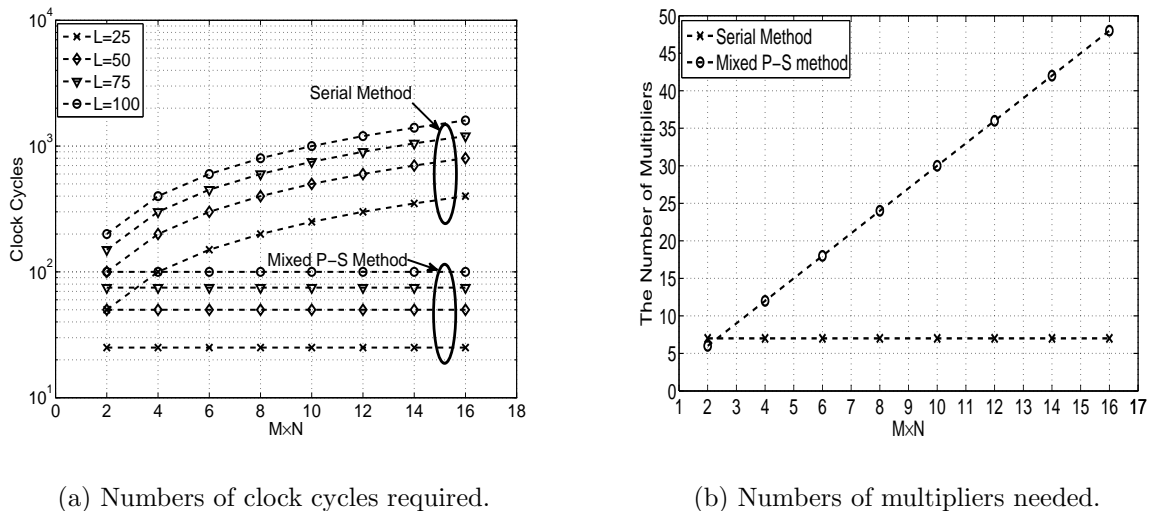 10^4
10^3
10^2
10^1
Clock Cycles
L=25
L=50
L=75
L=100
Serial Method
Mixed P−S Method
0 2 4 6 8 10 12 14 16 18
M×N
(a) Numbers of clock cycles required.
50
45
40
35
30
25
20
15
10
5
0
The Number of Multipliers
Serial Method
Mixed P−S method
1 2 3 4 5 6 7 8 9 10 11 12 13 14 15 16 17
M×N
(b) Numbers of multipliers needed.